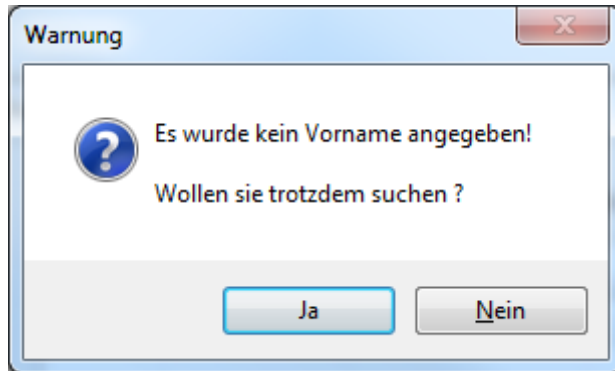 Warnung
Es wurde kein Vorname angegeben!
Wollen sie trotzdem suchen ?
Ja
Nein